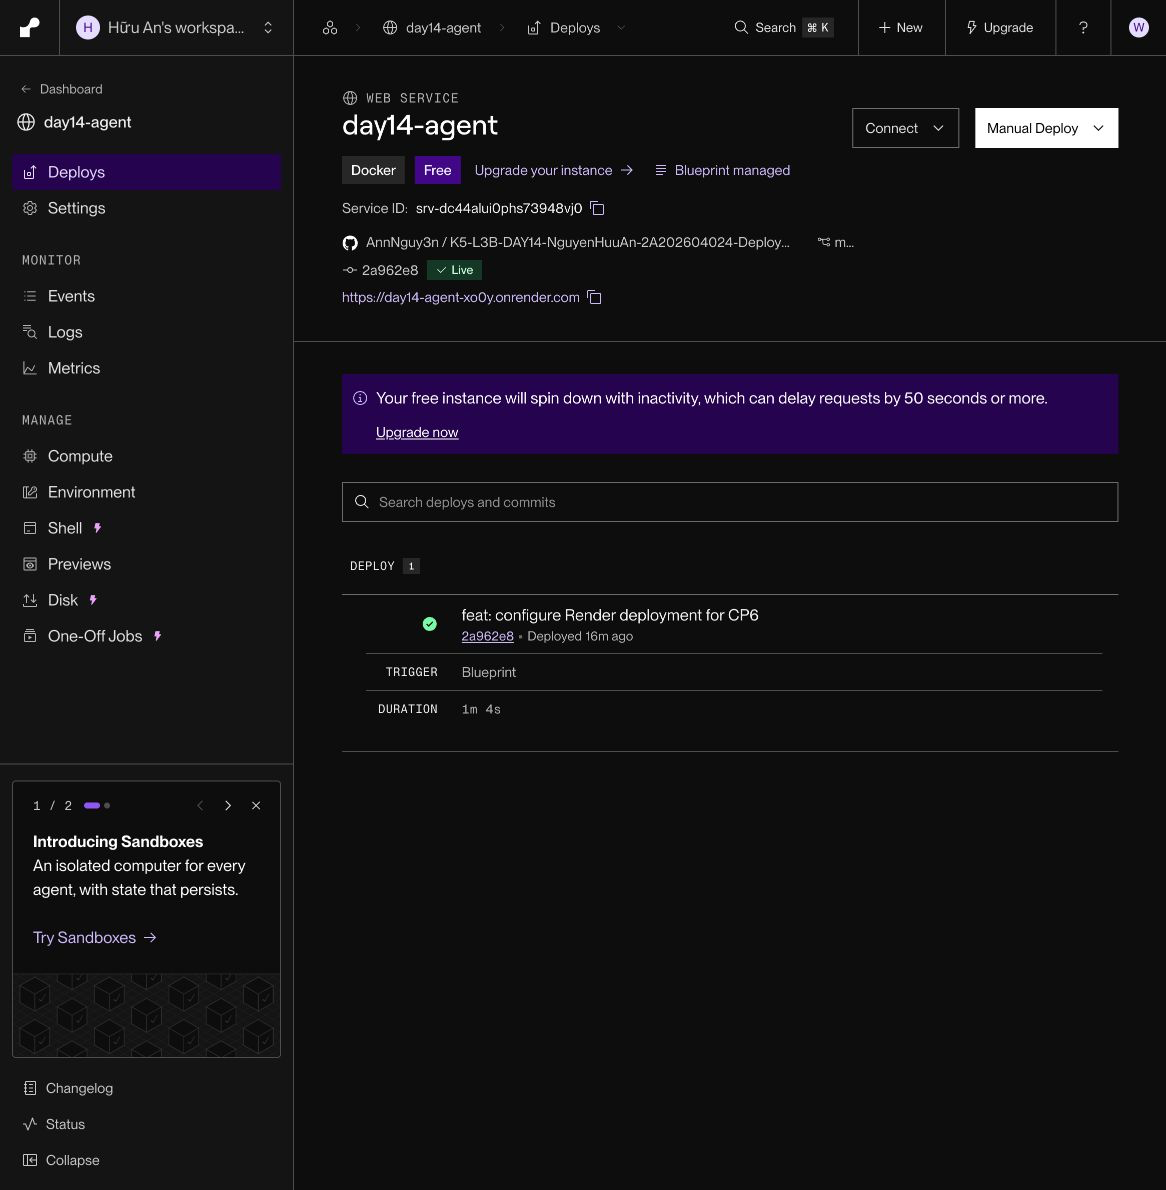 H Hữu An's workspa...
day14-agent
Deploys
Search ⌘ K
+ New
Upgrade
?
W
← Dashboard
day14-agent
Deploys
Settings
MONITOR
Events
Logs
Metrics
MANAGE
Compute
Environment
Shell
Previews
Disk
One-Off Jobs
1 / 2
Introducing Sandboxes
An isolated computer for every
agent, with state that persists.
Try Sandboxes →
Changelog
Status
Collapse
WEB SERVICE
day14-agent
Connect
Manual Deploy
Docker Free Upgrade your instance → Blueprint managed
Service ID: srv-dc44alui0phs73948vj0
AnnNguy3n / K5-L3B-DAY14-NguyenHuuAn-2A202604024-Deploy... m...
2a962e8 ✓ Live
https://day14-agent-xo0y.onrender.com
Your free instance will spin down with inactivity, which can delay requests by 50 seconds or more.
Upgrade now
Search deploys and commits
DEPLOY 1
feat: configure Render deployment for CP6
2a962e8 • Deployed 16m ago
TRIGGER Blueprint
DURATION 1m 4s